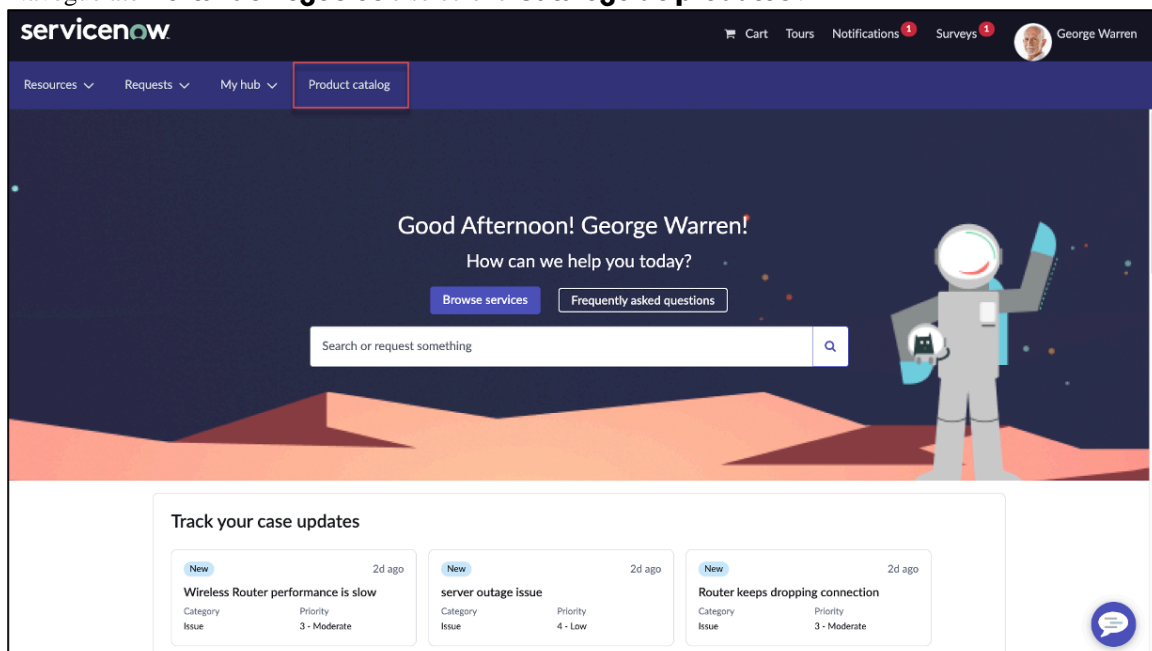 servicenow
Cart Tours Notifications 1 Surveys 1 George Warren
Resources Requests My hub Product catalog
Good Afternoon! George Warren!
How can we help you today?
Browse services Frequently asked questions
Search or request something
Track your case updates
New 2d ago
Wireless Router performance is slow
Category Priority
Issue 3 - Moderate
New 2d ago
server outage issue
Category Priority
Issue 4 - Low
New 2d ago
Router keeps dropping connection
Category Priority
Issue 3 - Moderate